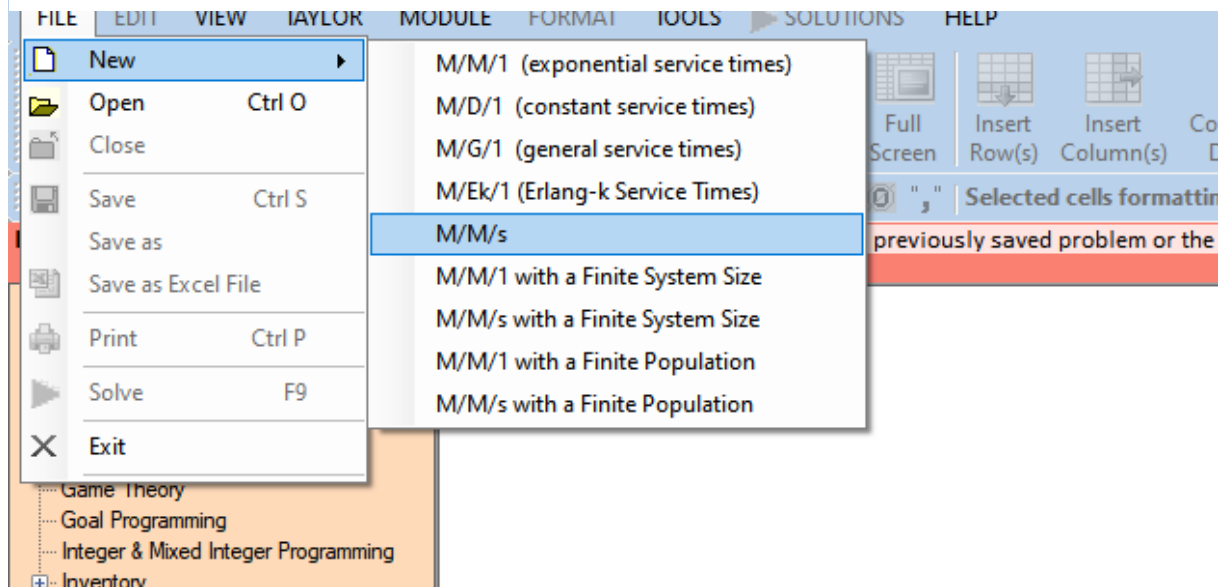 FILE EDIT VIEW TAYLOR MODULE FORMAT TOOLS SOLUTIONS HELP
New
Open Ctrl O
Close
Save Ctrl S
Save as
Save as Excel File
Print Ctrl P
Solve F9
Exit
M/M/1 (exponential service times)
M/D/1 (constant service times)
M/G/1 (general service times)
M/Ek/1 (Erlang-k Service Times)
M/M/s
M/M/1 with a Finite System Size
M/M/s with a Finite System Size
M/M/1 with a Finite Population
M/M/s with a Finite Population
Full Screen
Insert Row(s)
Insert Column(s)
0 "," Selected cells formattin
previously saved problem or the
Game Theory
Goal Programming
Integer & Mixed Integer Programming
Inventory